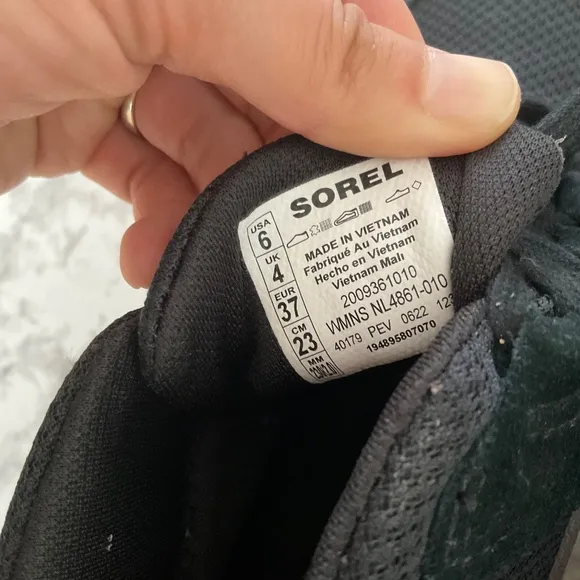 SOREL
USA
6
UK
4
EUR
37
CM
23
MM
MADE IN VIETNAM
Fabriqué Au Vietnam
Hecho en Vietnam
Vietnam Malı
2009361010
WMNS NL4861-010
40179 PEV 0622 123
194895807070